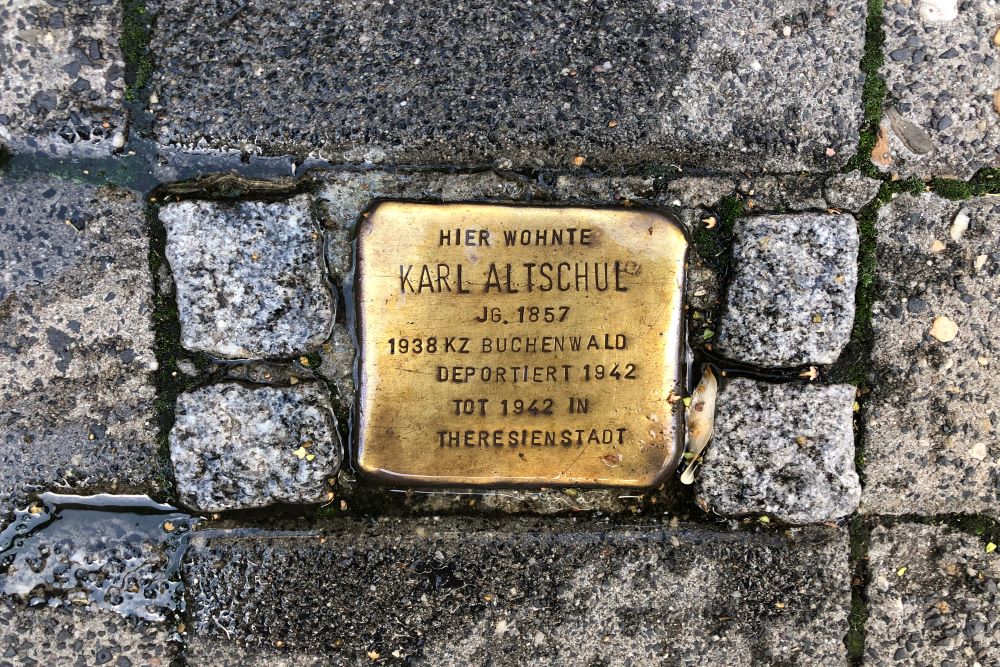 HIER WOHNTE
KARL ALTSCHUL
JG. 1857
1938 KZ BUCHENWALD
DEPORTIERT 1942
TOT 1942 IN
THERESIENSTADT